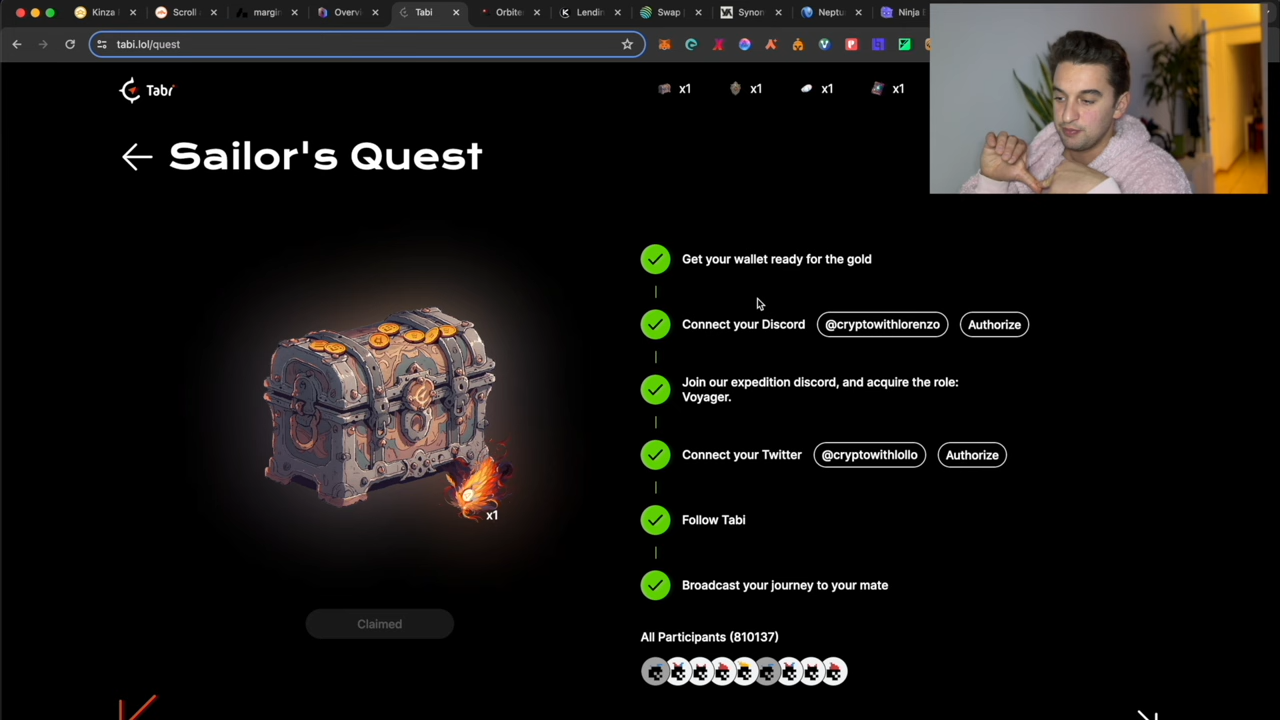 Kinza
Scroll
margin
Overvi
Tabi
Orbite
Lendin
Swap
Synon
Neptu
Ninja
tabi.lol/quest
Tabi
x1
x1
x1
x1
Sailor's Quest
Get your wallet ready for the gold
Connect your Discord @cryptowithlorenzo Authorize
Join our expedition discord, and acquire the role:
Voyager.
Connect your Twitter @cryptowithlollo Authorize
x1
Follow Tabi
Broadcast your journey to your mate
Claimed
All Participants (810137)